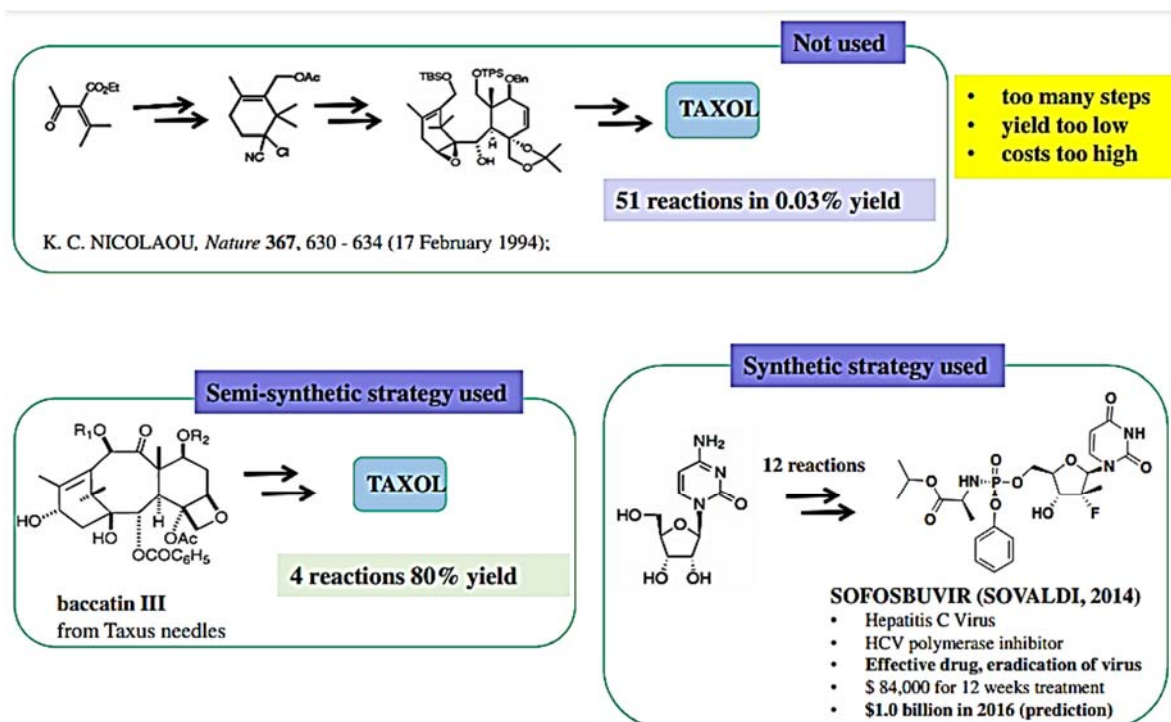 Not used
CO₂Et
O
OAc
NC
Cl
TBSO
OTPS
OBn
H
O
OH
O
O
TAXOL
51 reactions in 0.03% yield
K. C. NICOLAOU, Nature 367, 630 - 634 (17 February 1994);
• too many steps
• yield too low
• costs too high
Semi-synthetic strategy used
R₁O
O
OR₂
HO
HO
H
OAc
O
OCOC₆H₅
TAXOL
4 reactions 80% yield
baccatin III
from Taxus needles
Synthetic strategy used
NH₂
N
N
O
HO
O
HO
OH
12 reactions
O
NH
N
O
O
HN
P
O
O
O
O
O
HO
F
SOFOSBUVIR (SOVALDI, 2014)
• Hepatitis C Virus
• HCV polymerase inhibitor
• Effective drug, eradication of virus
• $ 84,000 for 12 weeks treatment
• $1.0 billion in 2016 (prediction)